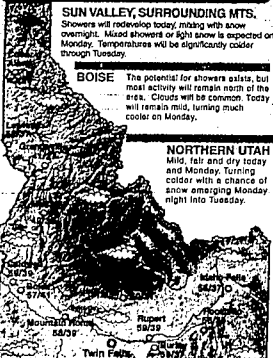 SUN VALLEY, SURROUNDING MTS.
Showers will redevelop today, mixing with snow
overnight. Mixed showers or light snow is expected on
Monday. Temperatures will be significantly colder
through Tuesday.
BOISE
The potential for showers exists, but
most activity will remain north of the
area. Clouds will be common. Today
will remain mild, turning much
cooler on Monday.
NORTHERN UTAH
Mild, fair and dry today
and Monday. Turning
colder with a chance of
snow emerging Monday
night into Tuesday.
Idaho Falls
Mountain Home
Rupert
59/39
Twin Falls